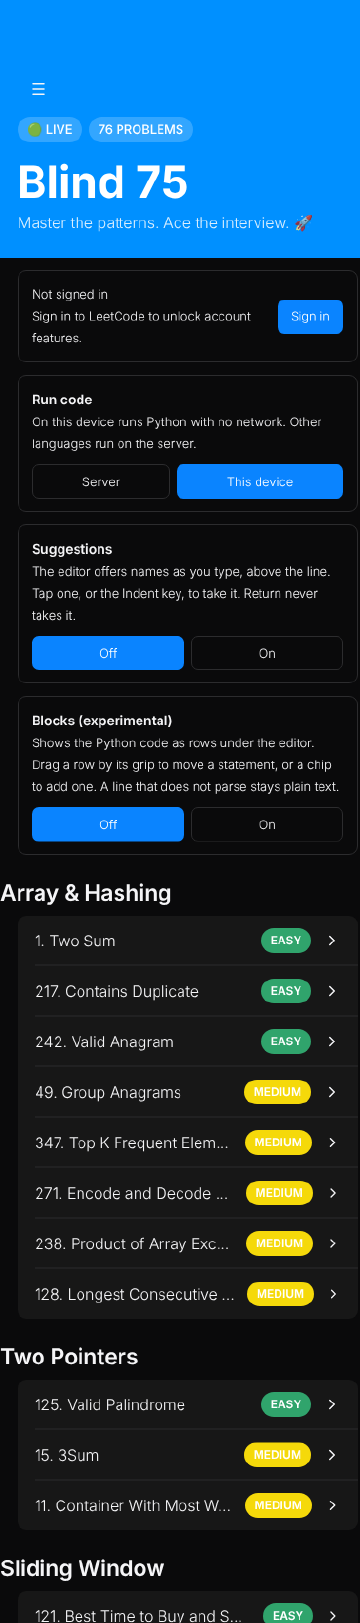 ☰
🟢 LIVE
76 PROBLEMS
Blind 75
Master the patterns. Ace the interview. 🚀
Not signed in
Sign in to LeetCode to unlock account
features.
Sign in
Run code
On this device runs Python with no network. Other
languages run on the server.
Server
This device
Suggestions
The editor offers names as you type, above the line.
Tap one, or the Indent key, to take it. Return never
takes it.
Off
On
Blocks (experimental)
Shows the Python code as rows under the editor.
Drag a row by its grip to move a statement, or a chip
to add one. A line that does not parse stays plain text.
Off
On
Array & Hashing
1. Two Sum EASY
217. Contains Duplicate EASY
242. Valid Anagram EASY
49. Group Anagrams MEDIUM
347. Top K Frequent Elem... MEDIUM
271. Encode and Decode ... MEDIUM
238. Product of Array Exc... MEDIUM
128. Longest Consecutive ... MEDIUM
Two Pointers
125. Valid Palindrome EASY
15. 3Sum MEDIUM
11. Container With Most W... MEDIUM
Sliding Window
121. Best Time to Buy and S... EASY